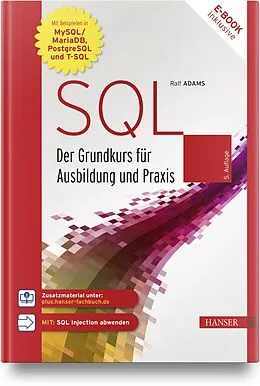 Mit Beispielen in
MySQL/
MariaDB,
PostgreSQL
und T-SQL
E-BOOK
inklusive
Ralf ADAMS
SQL
Der Grundkurs für
Ausbildung und Praxis
5. Auflage
Zusatzmaterial unter:
plus.hanser-fachbuch.de
MIT: SQL Injection abwenden
HANSER